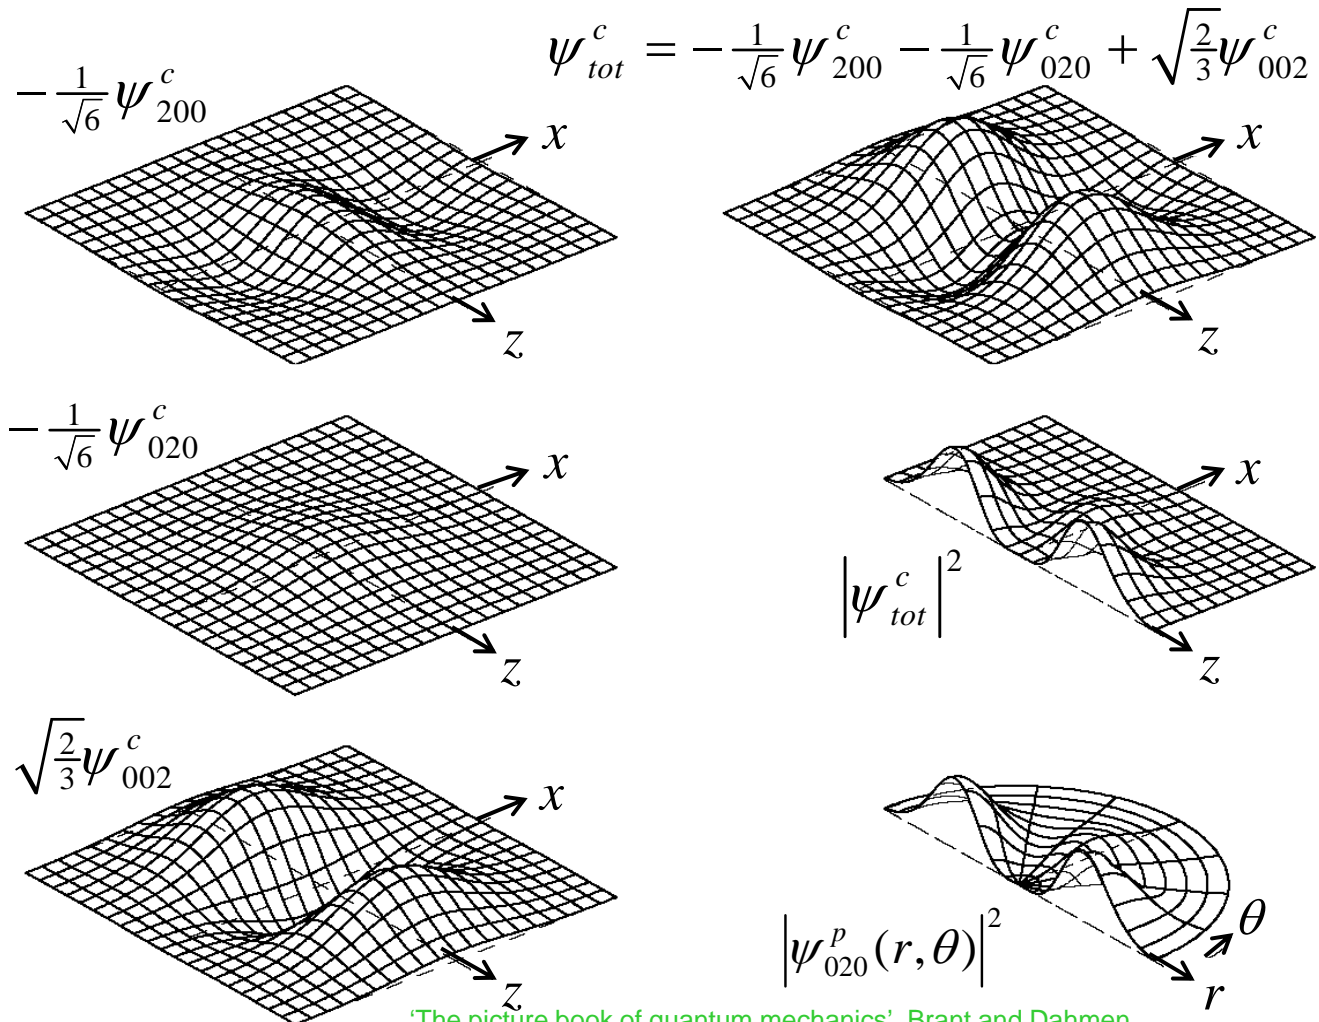 −1/√6 ψ^c_200
x
z
ψ^c_tot = −1/√6 ψ^c_200 − 1/√6 ψ^c_020 + √(2/3) ψ^c_002
x
z
−1/√6 ψ^c_020
x
z
|ψ^c_tot|^2
x
z
√(2/3) ψ^c_002
x
z
|ψ^p_020(r,θ)|^2
θ
r
'The picture book of quantum mechanics', Brant and Dahmen